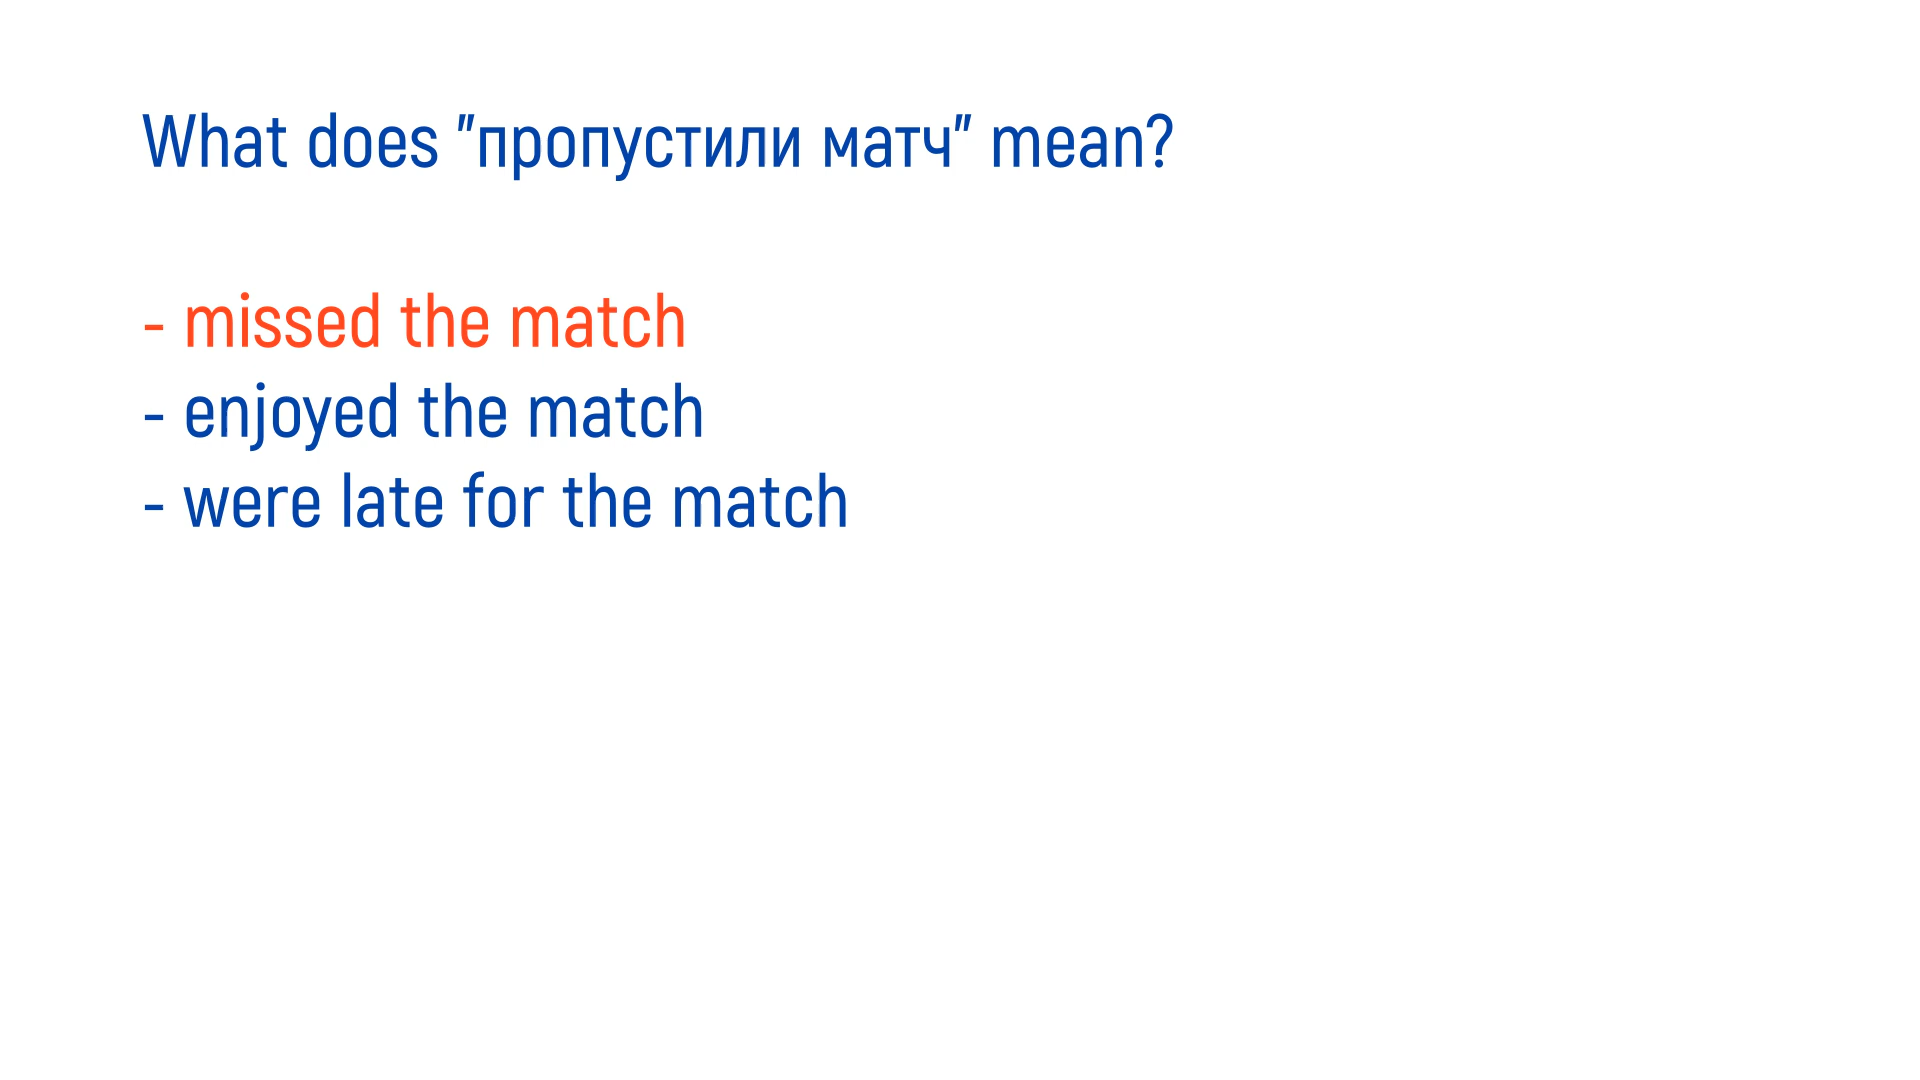 What does "пропустили матч" mean?
- missed the match
- enjoyed the match
- were late for the match